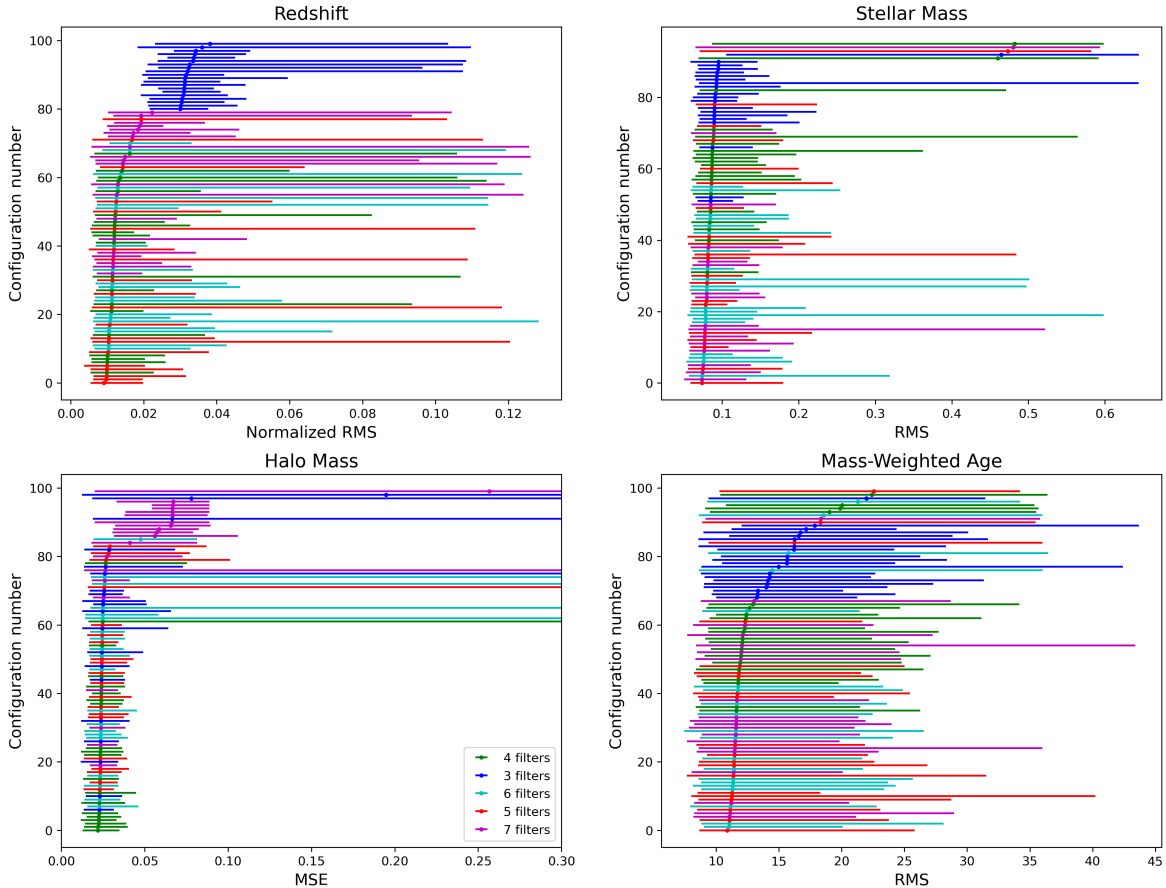 Redshift
Configuration number
100
80
60
40
20
0
0.00 0.02 0.04 0.06 0.08 0.10 0.12
Normalized RMS
Stellar Mass
Configuration number
80
60
40
20
0
0.1 0.2 0.3 0.4 0.5 0.6
RMS
Halo Mass
Configuration number
100
80
60
40
20
0
4 filters
3 filters
6 filters
5 filters
7 filters
0.00 0.05 0.10 0.15 0.20 0.25 0.30
MSE
Mass-Weighted Age
Configuration number
100
80
60
40
20
0
10 15 20 25 30 35 40 45
RMS